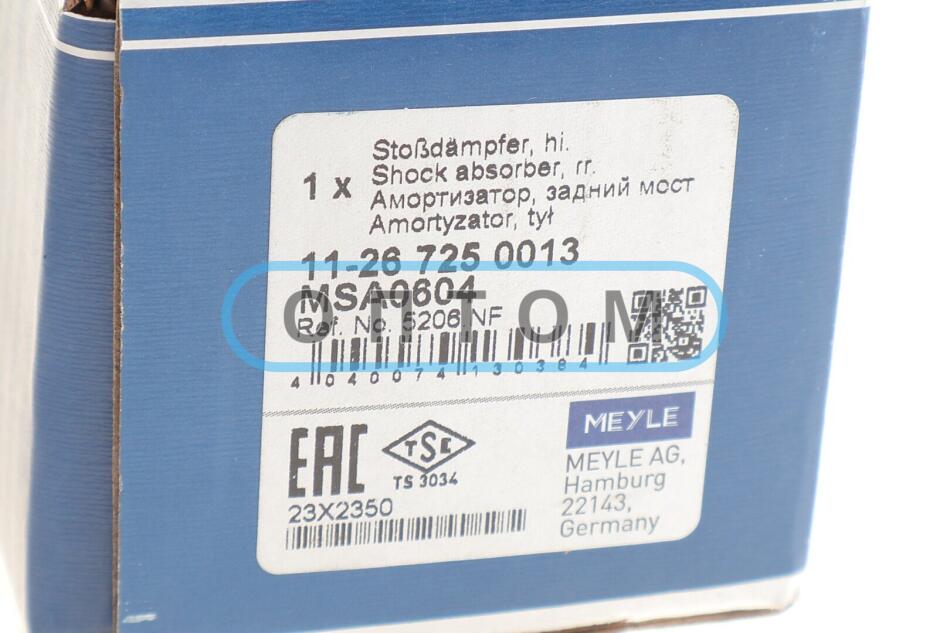 1 x
Stoßdämpfer, hi.
Shock absorber, rr.
Амортизатор, задний мост
Amortyzator, tył
11-26 725 0013
MSA0604
ОПТОМ
Ref. No. 5206 NF
4 040074 130384
EAC
TSE
TS 3034
23X2350
MEYLE
MEYLE AG,
Hamburg
22143,
Germany